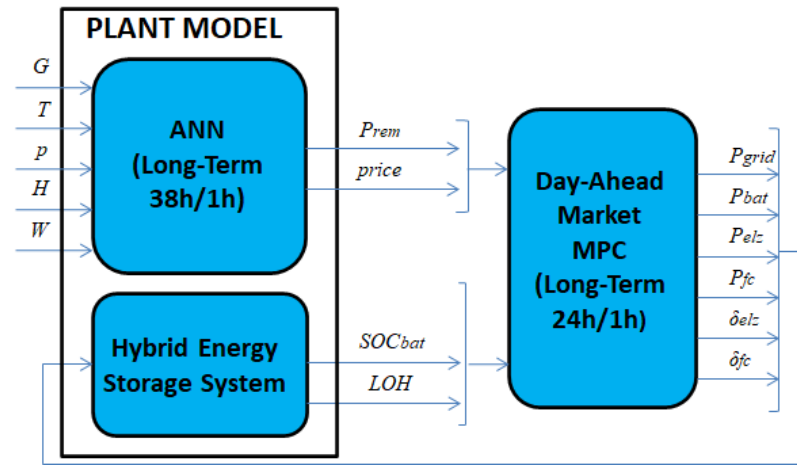 PLANT MODEL
G
T
p
H
W
ANN
(Long-Term
38h/1h)
Prem
price
Hybrid Energy
Storage System
SOCbat
LOH
Day-Ahead
Market
MPC
(Long-Term
24h/1h)
Pgrid
Pbat
Pelz
Pfc
δelz
δfc